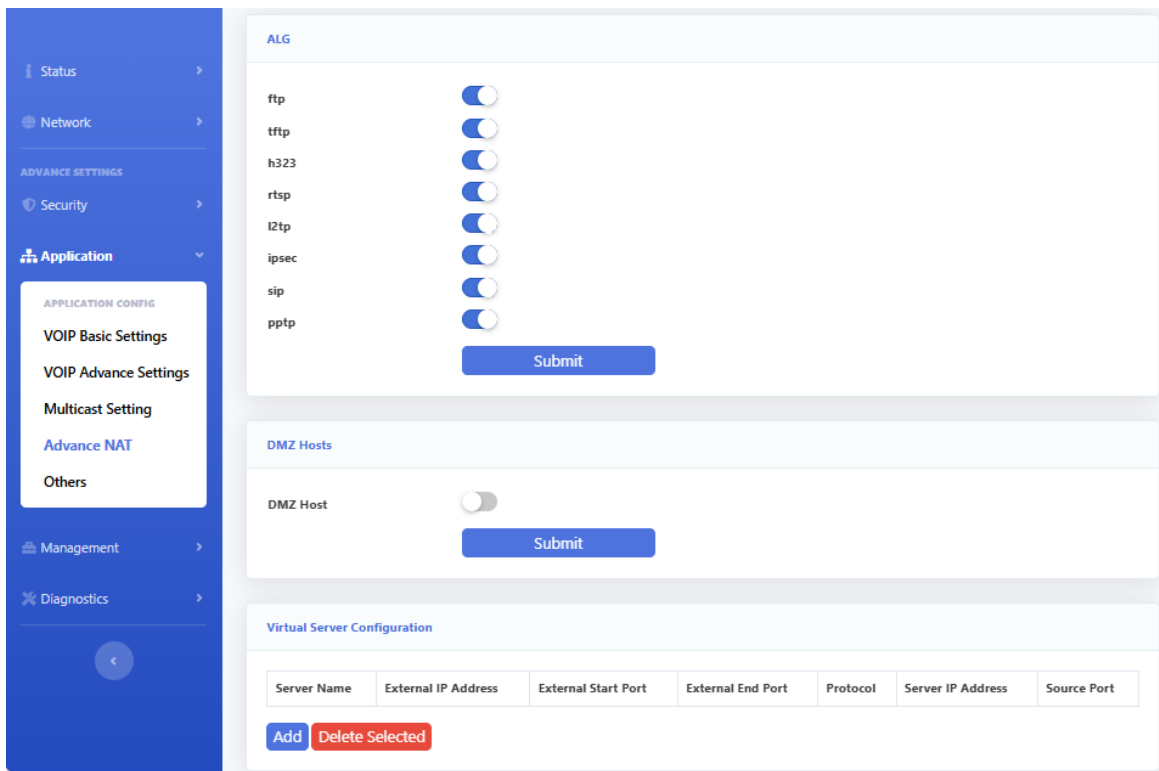 Status
Network
ADVANCE SETTINGS
Security
Application
APPLICATION CONFIG
VOIP Basic Settings
VOIP Advance Settings
Multicast Setting
Advance NAT
Others
Management
Diagnostics
ALG
ftp
tftp
h323
rtsp
l2tp
ipsec
sip
pptp
Submit
DMZ Hosts
DMZ Host
Submit
Virtual Server Configuration
Server Name External IP Address External Start Port External End Port Protocol Server IP Address Source Port
Add Delete Selected